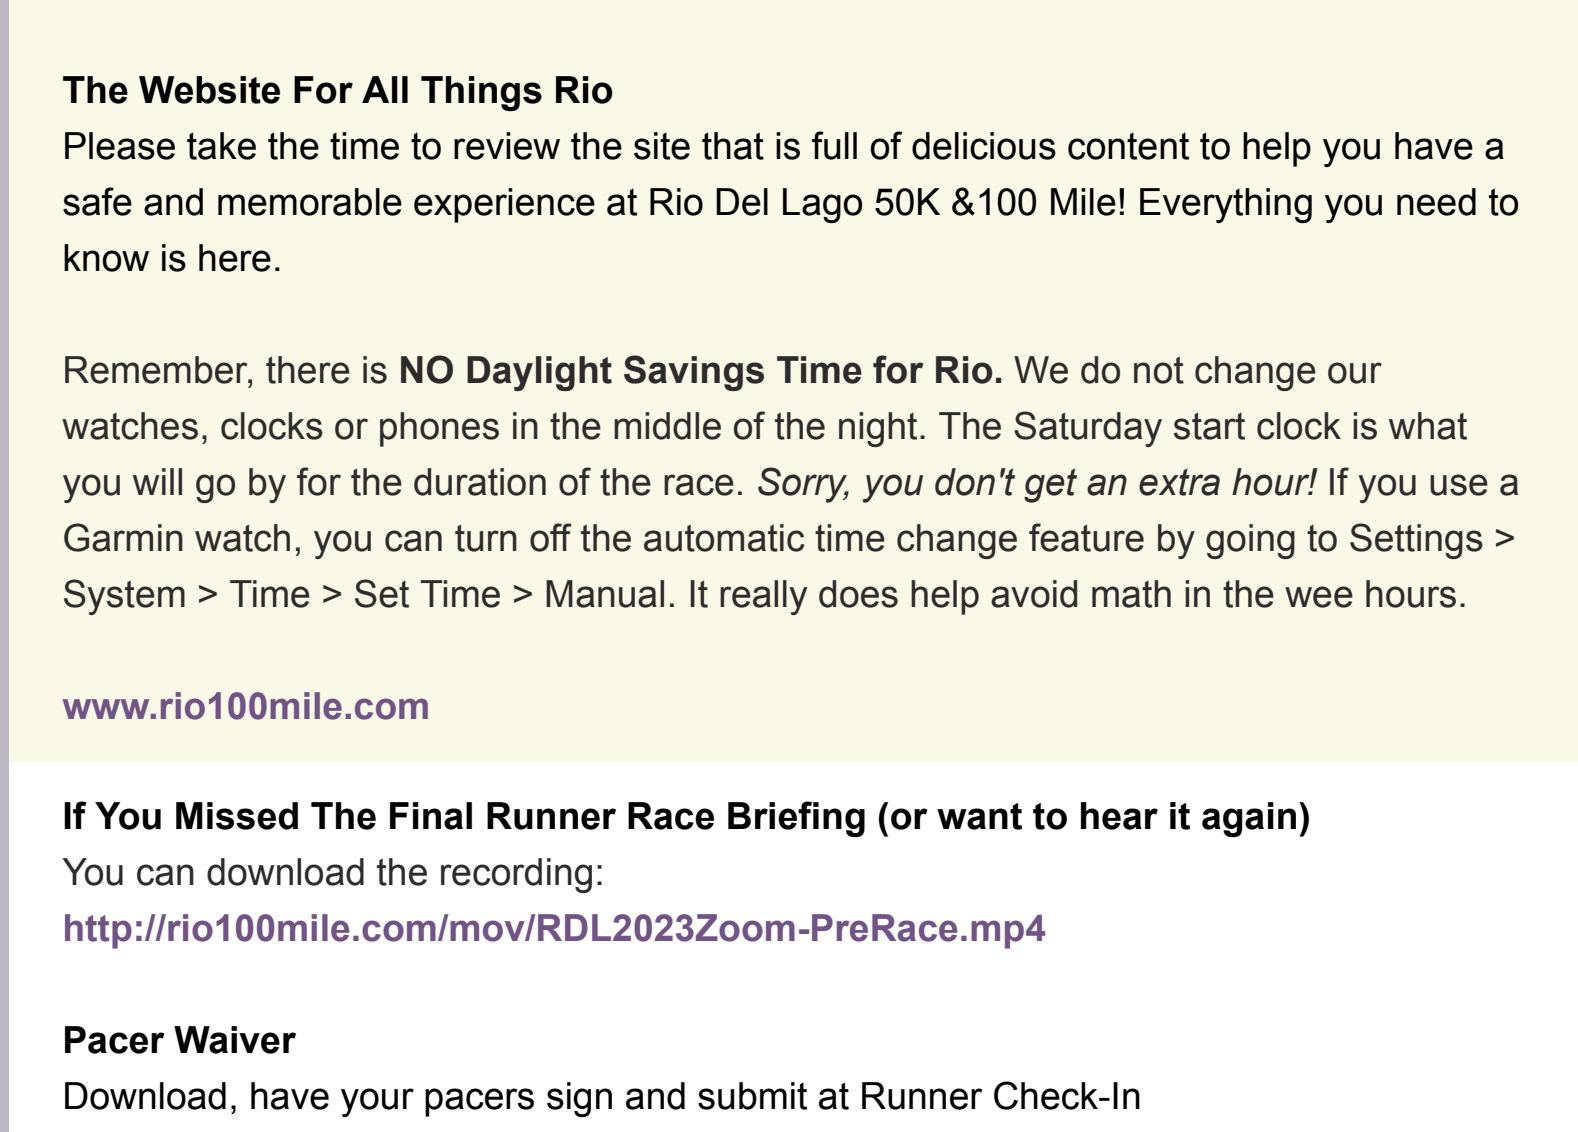 The Website For All Things Rio
Please take the time to review the site that is full of delicious content to help you have a
safe and memorable experience at Rio Del Lago 50K &100 Mile! Everything you need to
know is here.
Remember, there is NO Daylight Savings Time for Rio. We do not change our
watches, clocks or phones in the middle of the night. The Saturday start clock is what
you will go by for the duration of the race. Sorry, you don't get an extra hour! If you use a
Garmin watch, you can turn off the automatic time change feature by going to Settings >
System > Time > Set Time > Manual. It really does help avoid math in the wee hours.
www.rio100mile.com
If You Missed The Final Runner Race Briefing (or want to hear it again)
You can download the recording:
http://rio100mile.com/mov/RDL2023Zoom-PreRace.mp4
Pacer Waiver
Download, have your pacers sign and submit at Runner Check-In